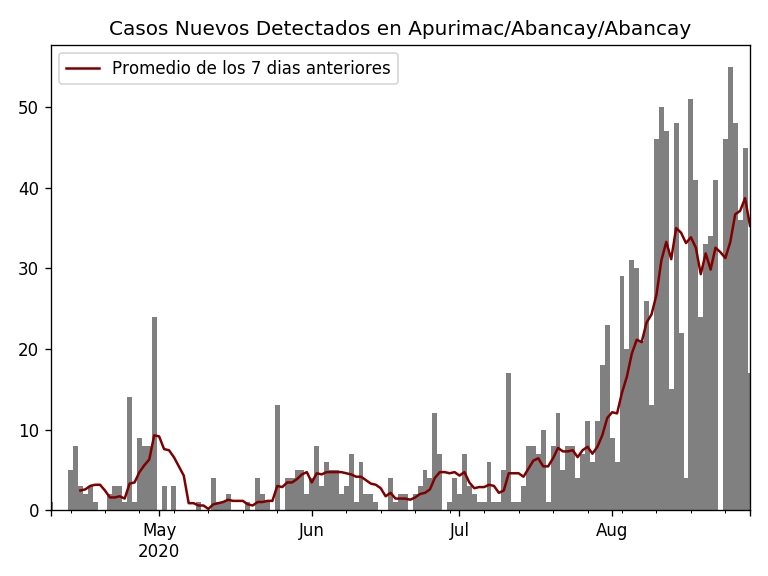 Casos Nuevos Detectados en Apurimac/Abancay/Abancay
Promedio de los 7 dias anteriores
50
40
30
20
10
0
May
2020
Jun
Jul
Aug